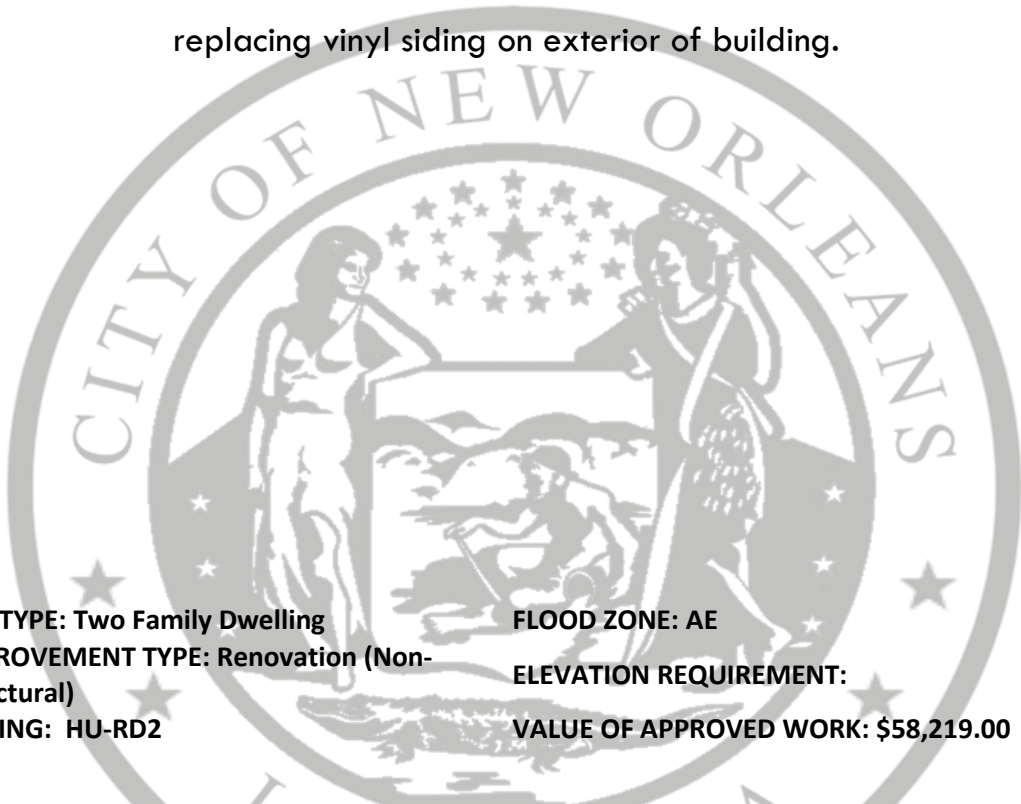 replacing vinyl siding on exterior of building.
CITY OF NEW ORLEANS
TYPE: Two Family Dwelling
ROVEMENT TYPE: Renovation (Non-
ctural)
ING: HU-RD2
FLOOD ZONE: AE
ELEVATION REQUIREMENT:
VALUE OF APPROVED WORK: $58,219.00